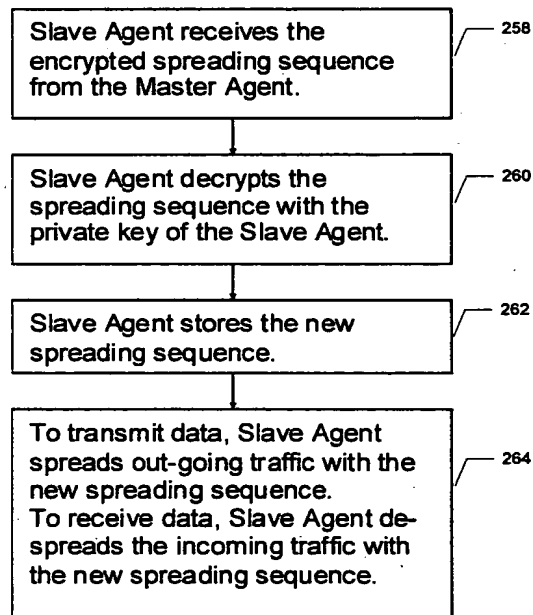 Slave Agent receives the
encrypted spreading sequence
from the Master Agent.
258
Slave Agent decrypts the
spreading sequence with the
private key of the Slave Agent.
260
Slave Agent stores the new
spreading sequence.
262
To transmit data, Slave Agent
spreads out-going traffic with the
new spreading sequence.
To receive data, Slave Agent de-
spreads the incoming traffic with
the new spreading sequence.
264